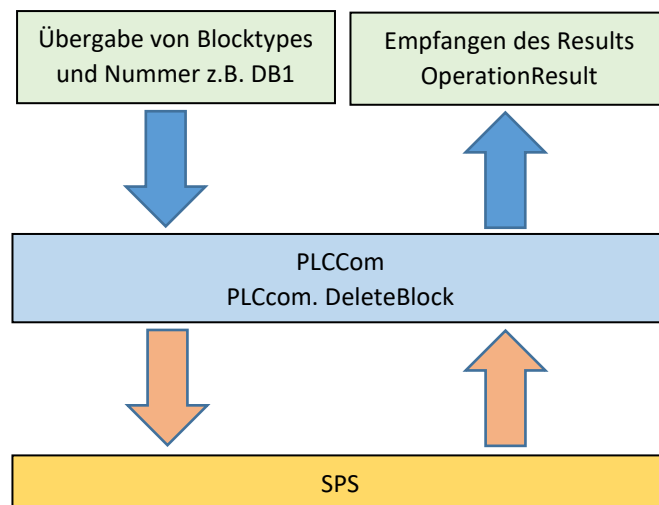 Übergabe von Blocktypes
und Nummer z.B. DB1
Empfangen des Results
OperationResult
PLCCom
PLCcom. DeleteBlock
SPS